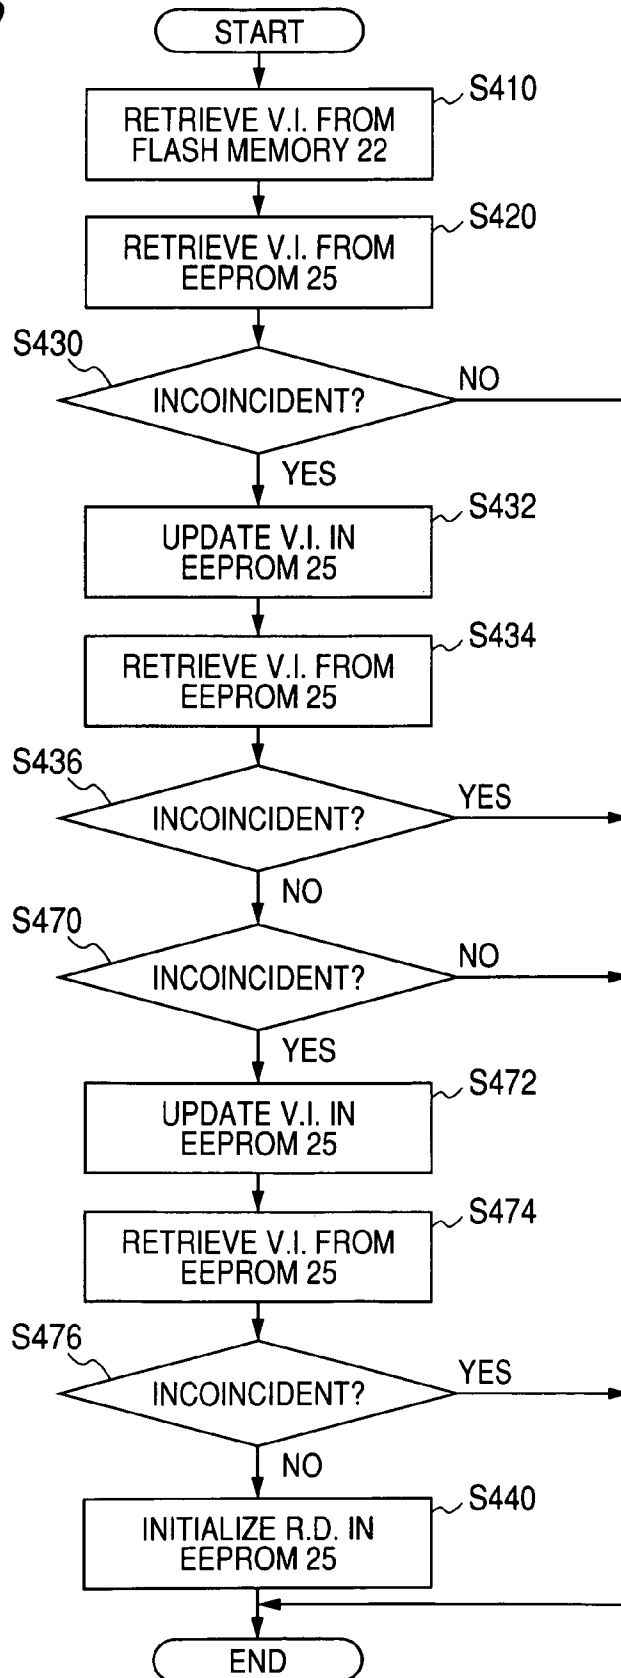 START
S410
RETRIEVE V.I. FROM
FLASH MEMORY 22
S420
RETRIEVE V.I. FROM
EEPROM 25
S430
INCOINCIDENT?
NO
YES
S432
UPDATE V.I. IN
EEPROM 25
S434
RETRIEVE V.I. FROM
EEPROM 25
S436
INCOINCIDENT?
YES
NO
S470
INCOINCIDENT?
NO
YES
S472
UPDATE V.I. IN
EEPROM 25
S474
RETRIEVE V.I. FROM
EEPROM 25
S476
INCOINCIDENT?
YES
NO
S440
INITIALIZE R.D. IN
EEPROM 25
END